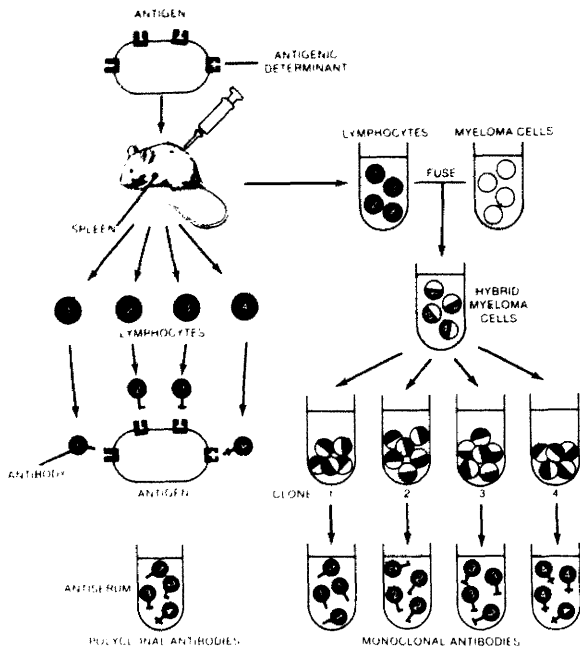 ANTIGEN
ANTIGENIC
DETERMINANT
LYMPHOCYTES
MYELOMA CELLS
FUSE
SPLEEN
HYBRID
MYELOMA
CELLS
4
LYMPHOCYTES
ANTIBODY
ANTIGEN
CLONE 1 2 3 4
ANTISERUM
POLYCLONAL ANTIBODIES
MONOCLONAL ANTIBODIES